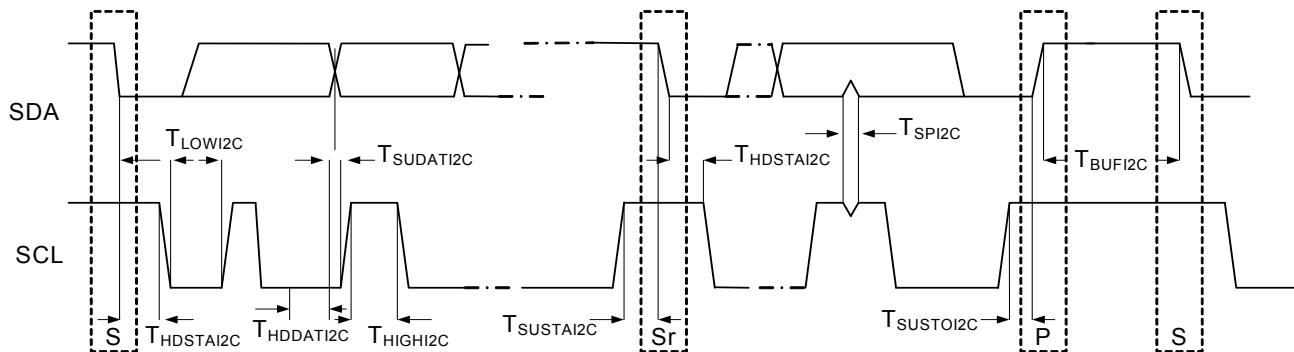 SDA
T_LOWI2C
T_SUDATI2C
T_SPI2C
T_HDSTAI2C
T_BUFI2C
SCL
S
T_HDSTAI2C
T_HDDATI2C
T_HIGHI2C
T_SUSTAI2C
Sr
T_SUSTOI2C
P
S